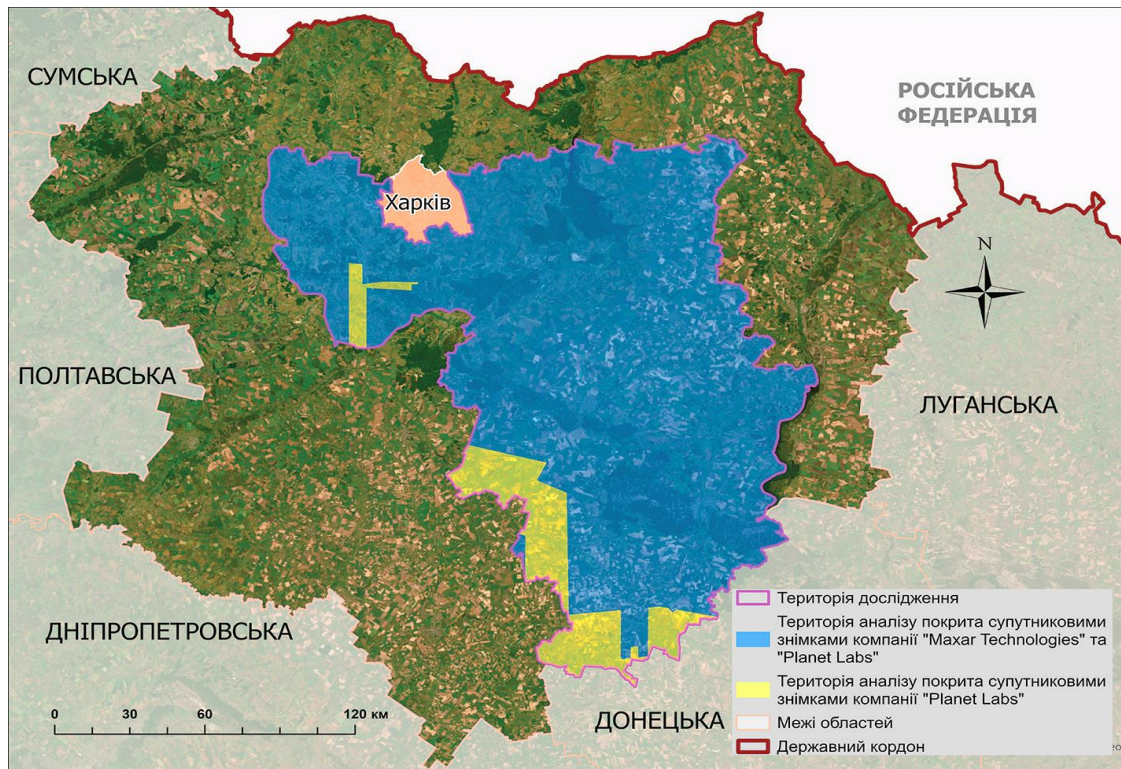 СУМСЬКА
РОСІЙСЬКА
ФЕДЕРАЦІЯ
Харків
N
ПОЛТАВСЬКА
ЛУГАНСЬКА
ДНІПРОПЕТРОВСЬКА
ДОНЕЦЬКА
0 30 60 120 км
Територія дослідження
Територія аналізу покрита супутниковими
знімками компанії "Maxar Technologies" та
"Planet Labs"
Територія аналізу покрита супутниковими
знімками компанії "Planet Labs"
Межі областей
Державний кордон